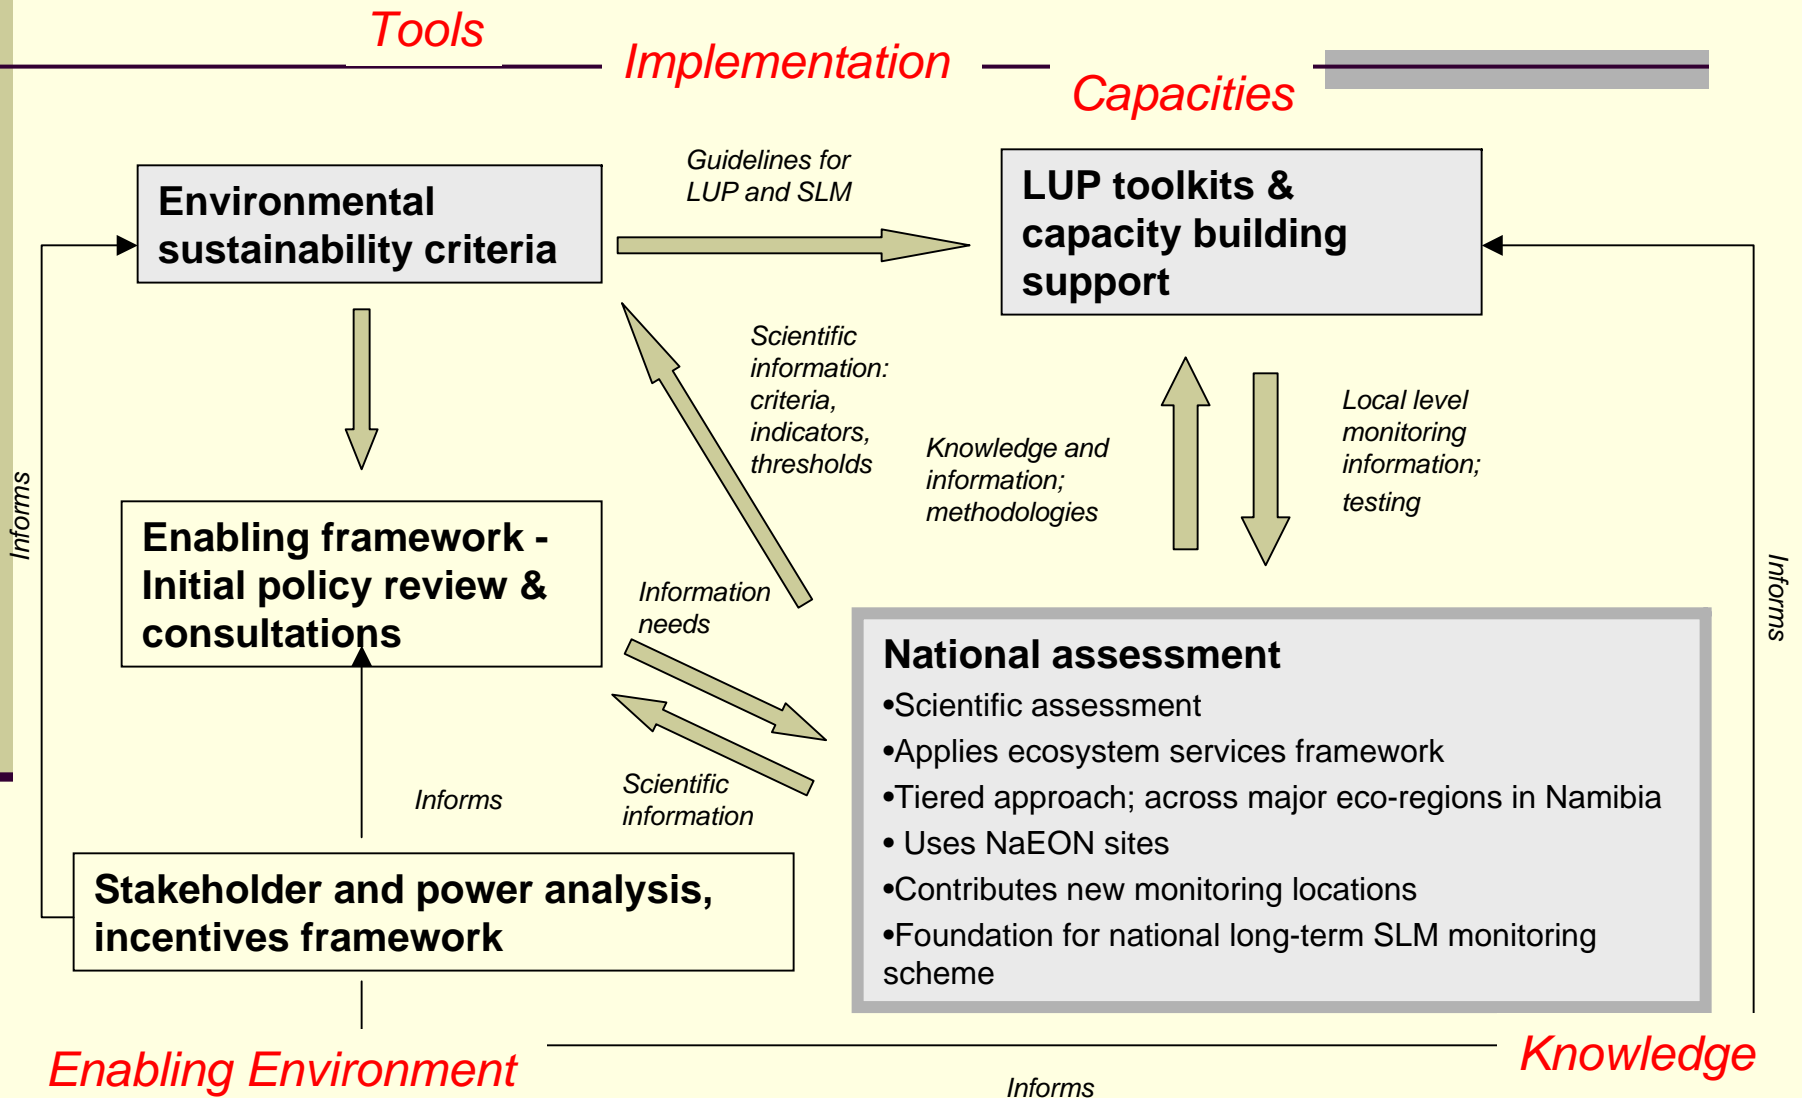 Tools
Implementation
Capacities
Environmental
sustainability criteria
Guidelines for
LUP and SLM
LUP toolkits &
capacity building
support
Scientific
information:
criteria,
indicators,
thresholds
Knowledge and
information;
methodologies
Local level
monitoring
information;
testing
Informs
Enabling framework -
Initial policy review &
consultations
Information
needs
Scientific
information
Informs
National assessment
•Scientific assessment
•Applies ecosystem services framework
•Tiered approach; across major eco-regions in Namibia
• Uses NaEON sites
•Contributes new monitoring locations
•Foundation for national long-term SLM monitoring
scheme
Informs
Stakeholder and power analysis,
incentives framework
Enabling Environment
Informs
Knowledge